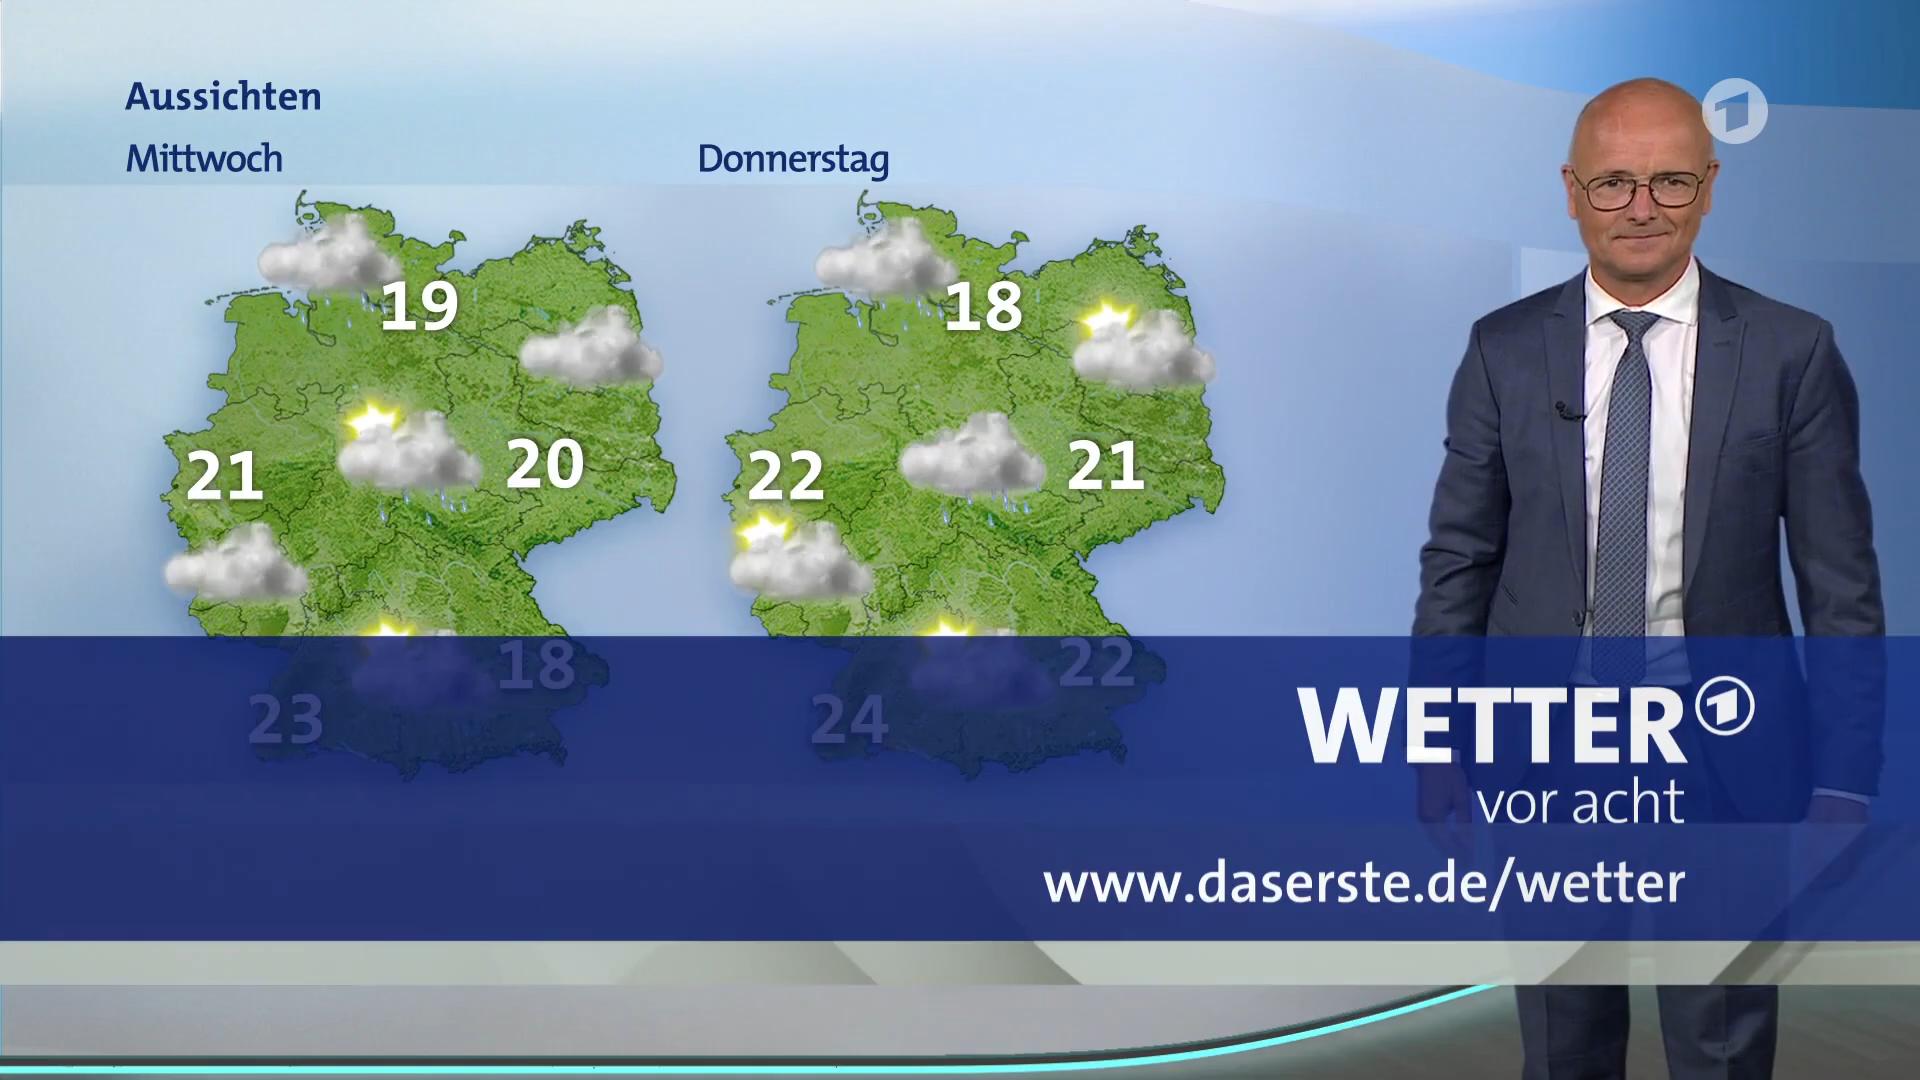 Aussichten
Mittwoch
Donnerstag
19
18
21
20
22
21
18
22
23
24
WETTER
vor acht
www.daserste.de/wetter